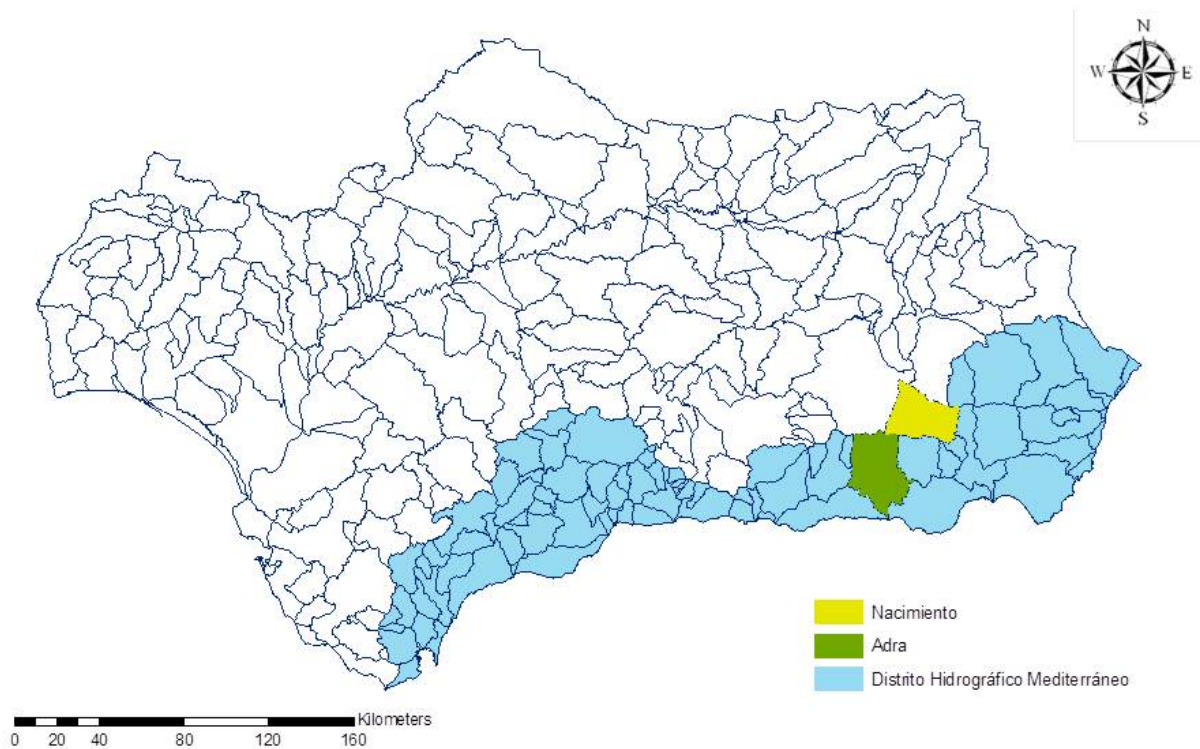 N
W E
S
Nacimiento
Adra
Distrito Hidrográfico Mediterráneo
Kilometers
0 20 40 80 120 160